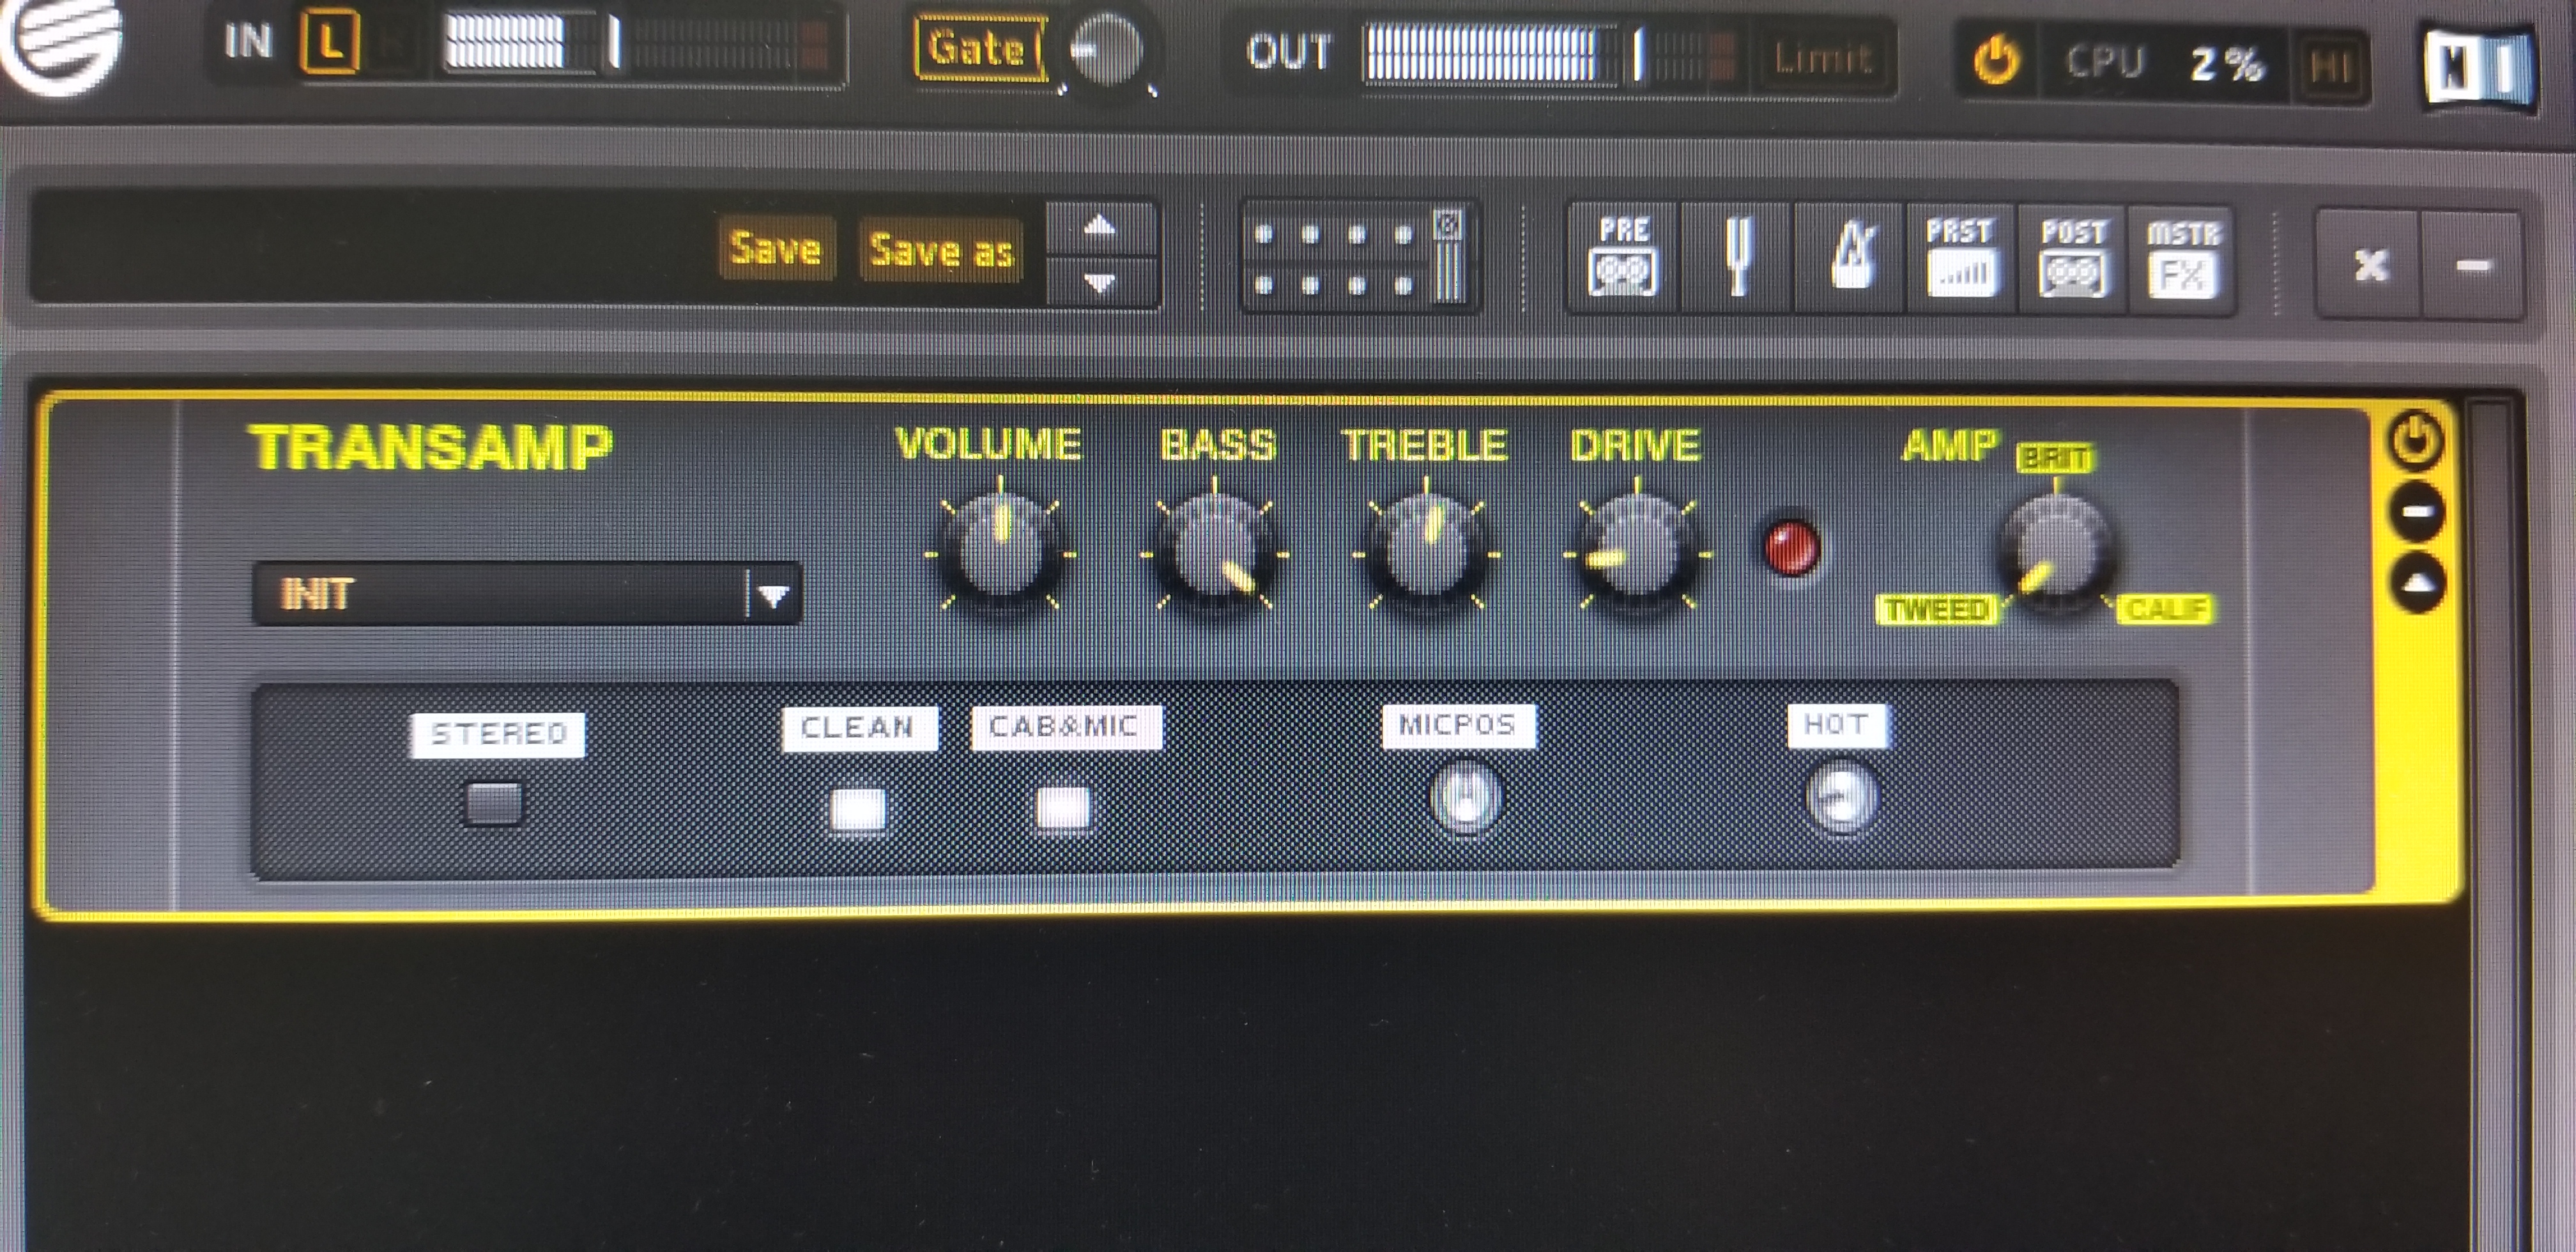 IN L OUT Gate Limit CPU 2% HI
N I
Save Save as
PRE PRST POST MSTR
FX
TRANSAMP VOLUME BASS TREBLE DRIVE AMP BRIT
INIT
TWEED CALIF
STEREO CLEAN CAB&MIC MICPOS HOT